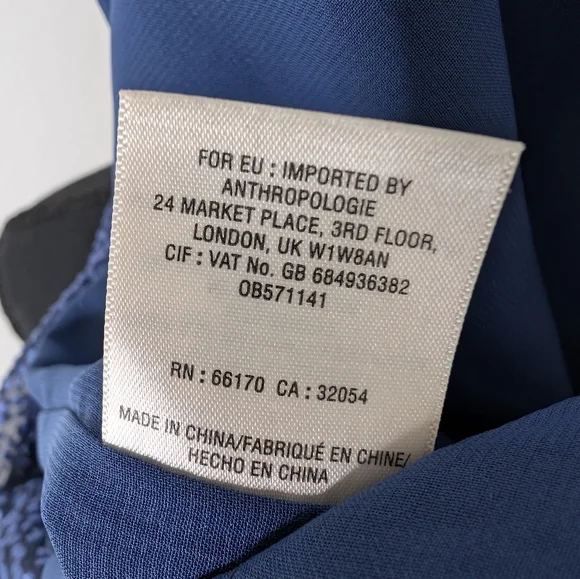 FOR EU : IMPORTED BY
ANTHROPOLOGIE
24 MARKET PLACE, 3RD FLOOR,
LONDON, UK W1W8AN
CIF : VAT No. GB 684936382
OB571141
RN : 66170 CA : 32054
MADE IN CHINA/FABRIQUÉ EN CHINE/
HECHO EN CHINA